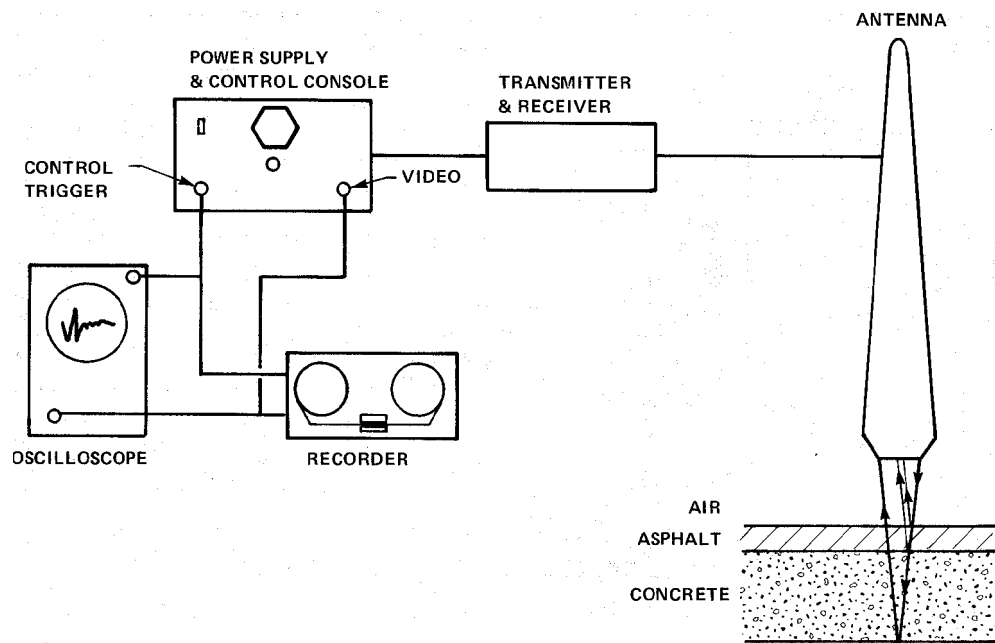 ANTENNA
POWER SUPPLY
& CONTROL CONSOLE
TRANSMITTER
& RECEIVER
CONTROL
TRIGGER
VIDEO
OSCILLOSCOPE
RECORDER
AIR
ASPHALT
CONCRETE